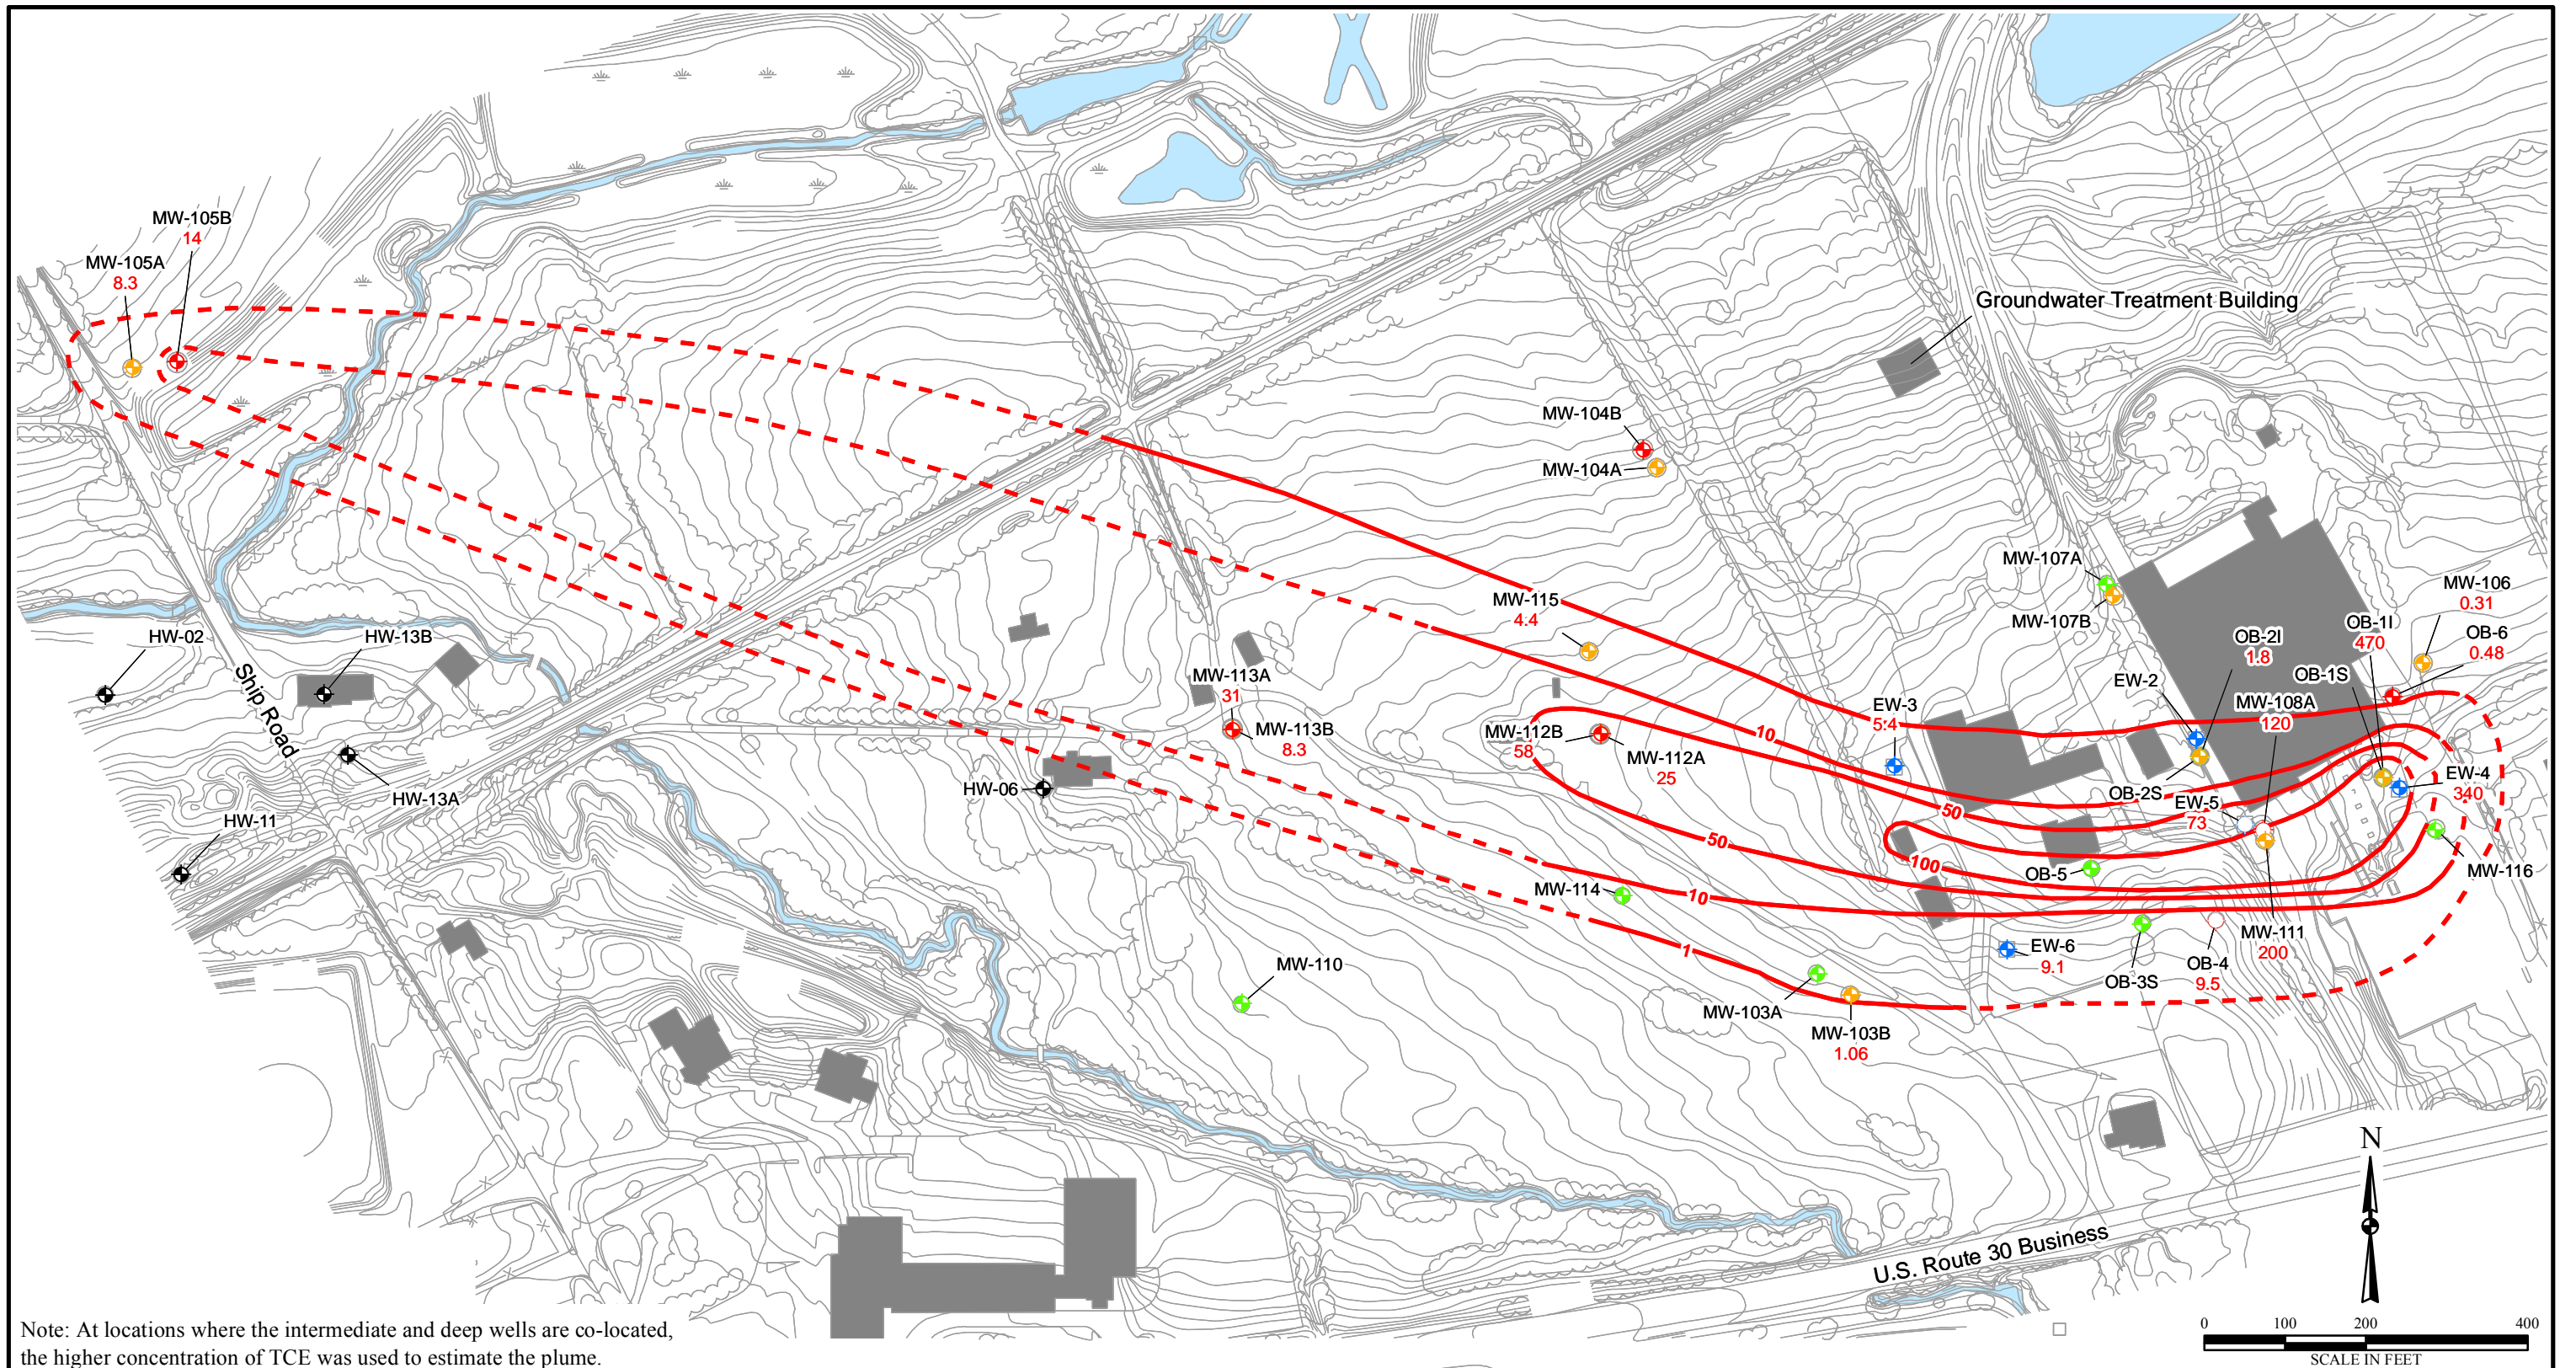 MW-105B
14
MW-105A
8.3
Groundwater Treatment Building
MW-104B
MW-104A
MW-107A
MW-107B
MW-106
0.31
MW-115
4.4
OB-1I
470
OB-6
0.48
OB-2I
1.8
OB-1S
HW-02
HW-13B
Ship Road
EW-2
MW-113A
31
MW-108A
120
EW-3
5.4
MW-113B
8.3
MW-112B
58
10
MW-112A
25
EW-4
340
HW-06
OB-2S
EW-5
73
HW-13A
50
HW-11
50
100
OB-5
MW-116
MW-114
10
MW-111
200
EW-6
9.1
1
OB-4
9.5
OB-3S
MW-110
MW-103A
MW-103B
1.06
N
U.S. Route 30 Business
0 100 200 400
SCALE IN FEET
Note: At locations where the intermediate and deep wells are co-located,
the higher concentration of TCE was used to estimate the plume.